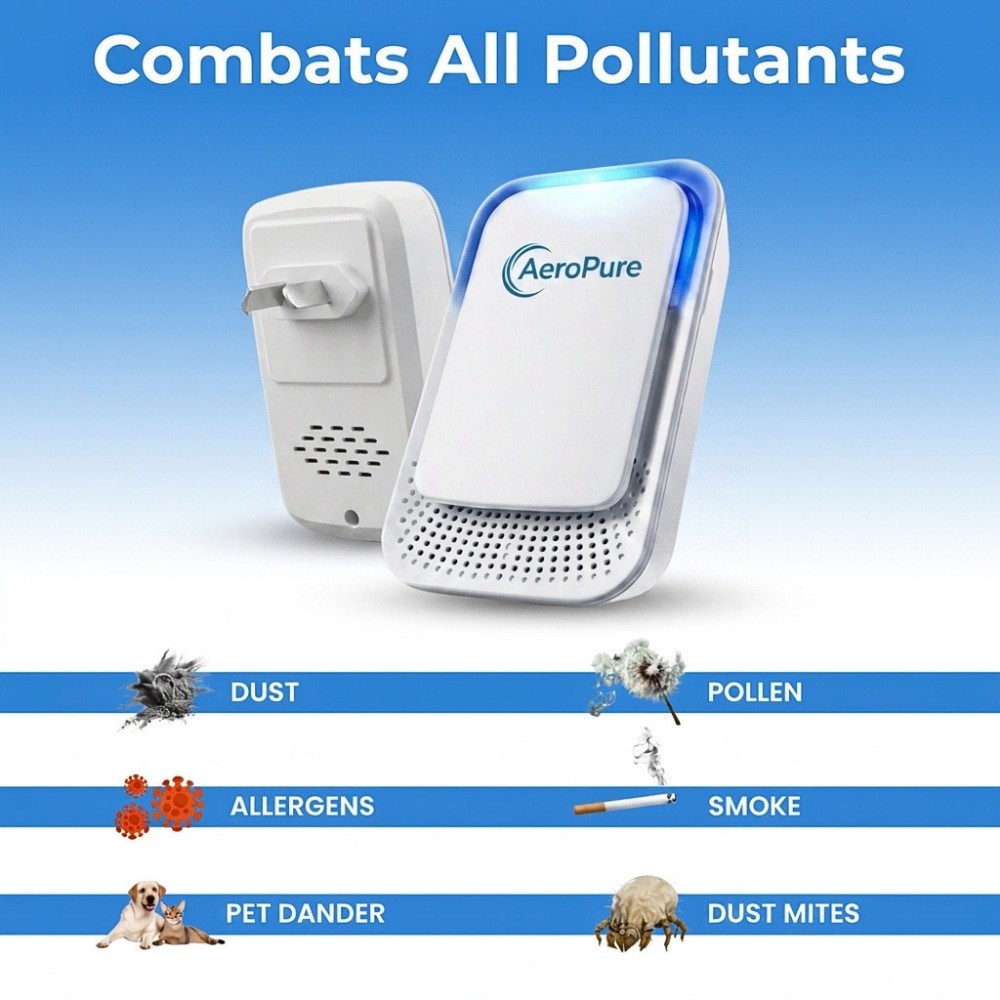 Combats All Pollutants
AeroPure
DUST
POLLEN
ALLERGENS
SMOKE
PET DANDER
DUST MITES